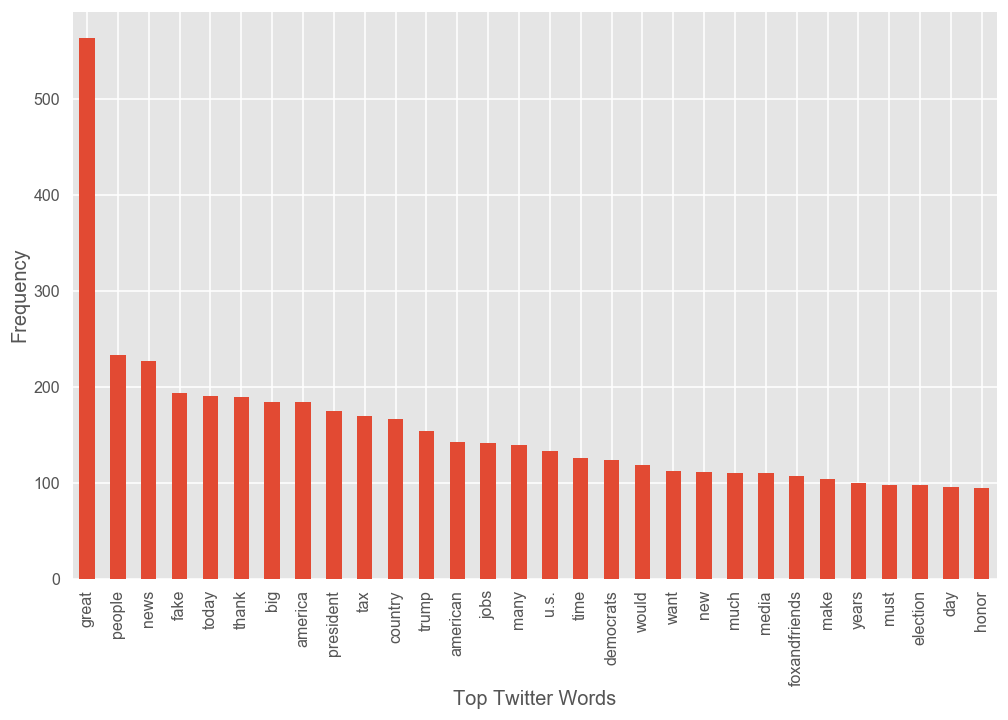 500
400
300
200
100
0
Frequency
great
people
news
fake
today
thank
big
america
president
tax
country
trump
american
jobs
many
u.s.
time
democrats
would
want
new
much
media
foxandfriends
make
years
must
election
day
honor
Top Twitter Words